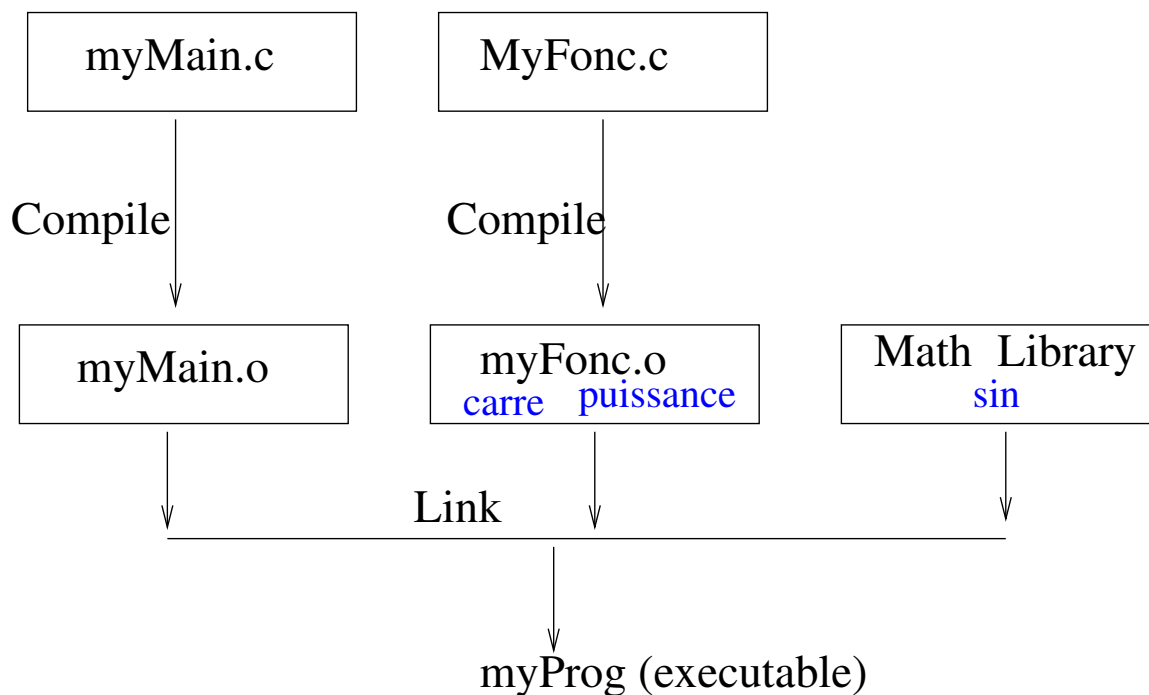 myMain.c
MyFonc.c
Compile
Compile
myMain.o
myFonc.o
carre puissance
Math Library
sin
Link
myProg (executable)